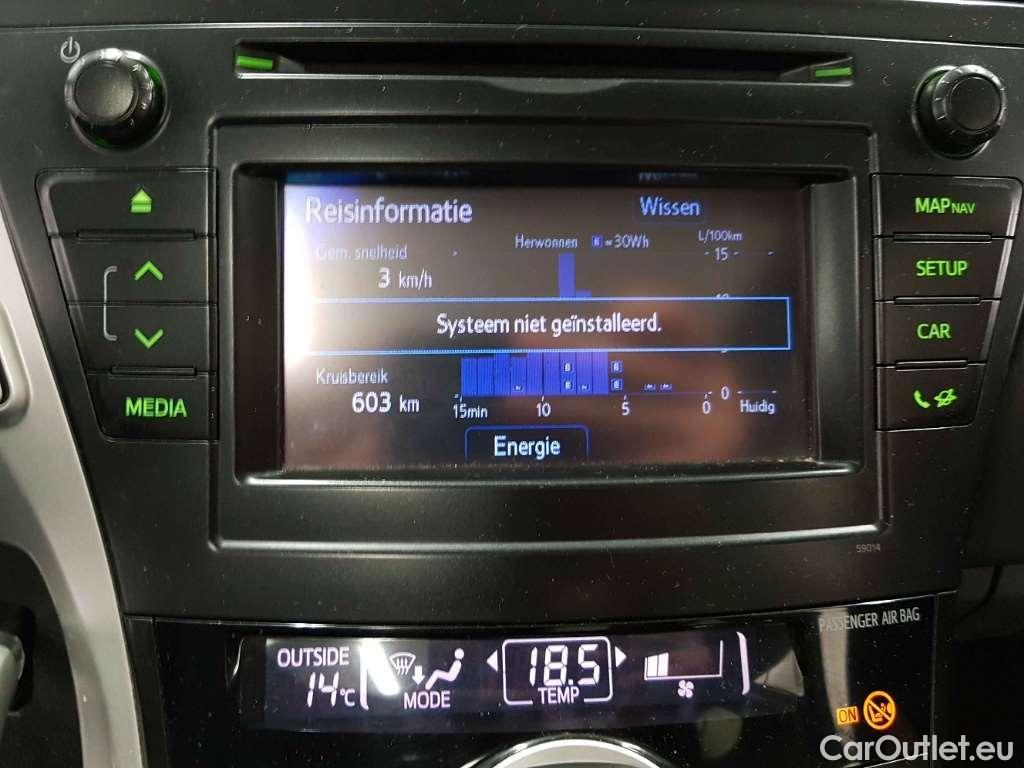 Reisinformatie
Wissen
Gem. snelheid
3 km/h
Herwonnen = 30Wh
L/100km
15
Systeem niet geïnstalleerd.
Kruisbereik
603 km
15min 10 5 0
0
Huidig
Energie
MEDIA
MAP NAV
SETUP
CAR
59014
PASSENGER AIR BAG
OUTSIDE
14°C
MODE
18.5
TEMP
ON
CarOutlet.eu